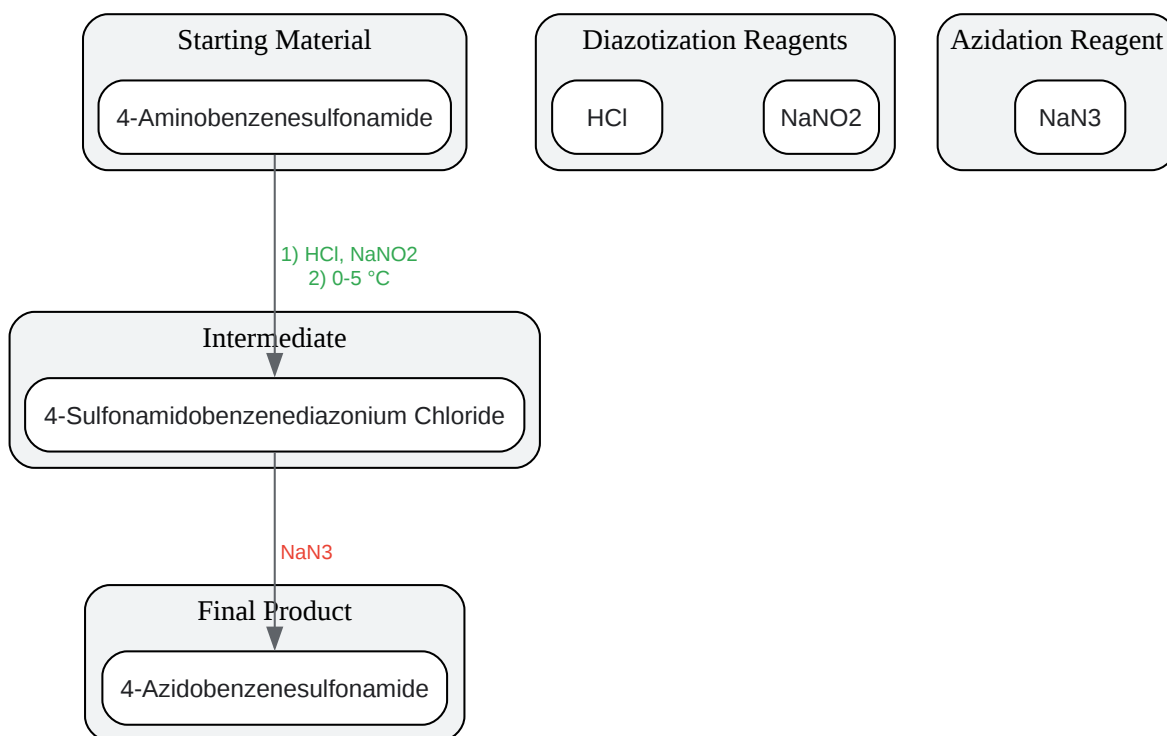 Starting Material
4-Aminobenzenesulfonamide
Diazotization Reagents
HCl
NaNO2
Azidation Reagent
NaN3
1) HCl, NaNO2
2) 0-5 °C
Intermediate
4-Sulfonamidobenzenediazonium Chloride
NaN3
Final Product
4-Azidobenzenesulfonamide